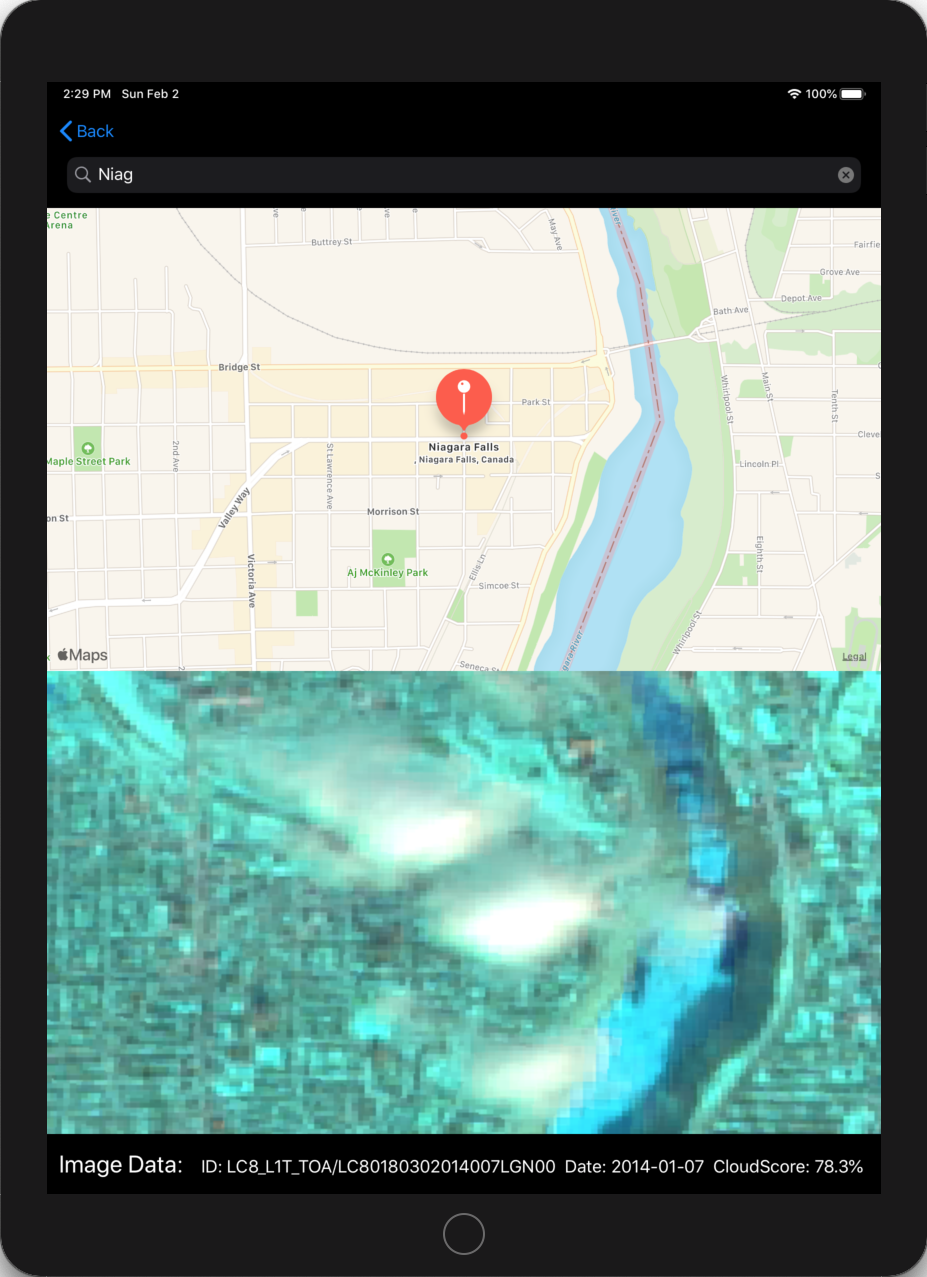 2:29 PM Sun Feb 2 100%
Back
Niag
e Centre
Arena
Buttrey St
May Ave
River
Fairfie
Grove Ave
Depot Ave
Bath Ave
Bridge St
Park St
Whirlpool St
Main St
Tenth St
Niagara Falls
, Niagara Falls, Canada
Maple Street Park
2nd Ave
St Lawrence Ave
Cleve
Lincoln Pl
Valley Way
on St
Morrison St
Victoria Ave
Aj McKinley Park
Ellis Ln
Simcoe St
Eighth St
Whirlpool St
gara River
Seneca St
Maps
Legal
Image Data: ID: LC8_L1T_TOA/LC80180302014007LGN00 Date: 2014-01-07 CloudScore: 78.3%